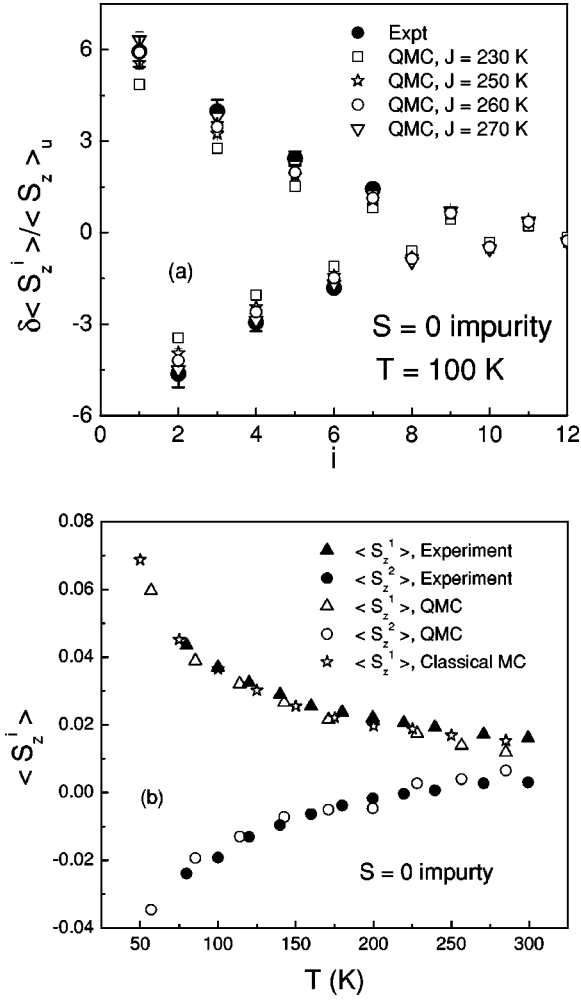 6
3
0
-3
-6
δ< S_z^i >/< S_z >_u
Expt
QMC, J = 230 K
QMC, J = 250 K
QMC, J = 260 K
QMC, J = 270 K
(a)
S = 0 impurity
T = 100 K
0 2 4 6 8 10 12
i
0.08
0.06
0.04
0.02
0.00
-0.02
-0.04
< S_z^i >
< S_z^1 >, Experiment
< S_z^2 >, Experiment
< S_z^1 >, QMC
< S_z^2 >, QMC
< S_z^1 >, Classical MC
(b)
S = 0 impurty
50 100 150 200 250 300
T (K)